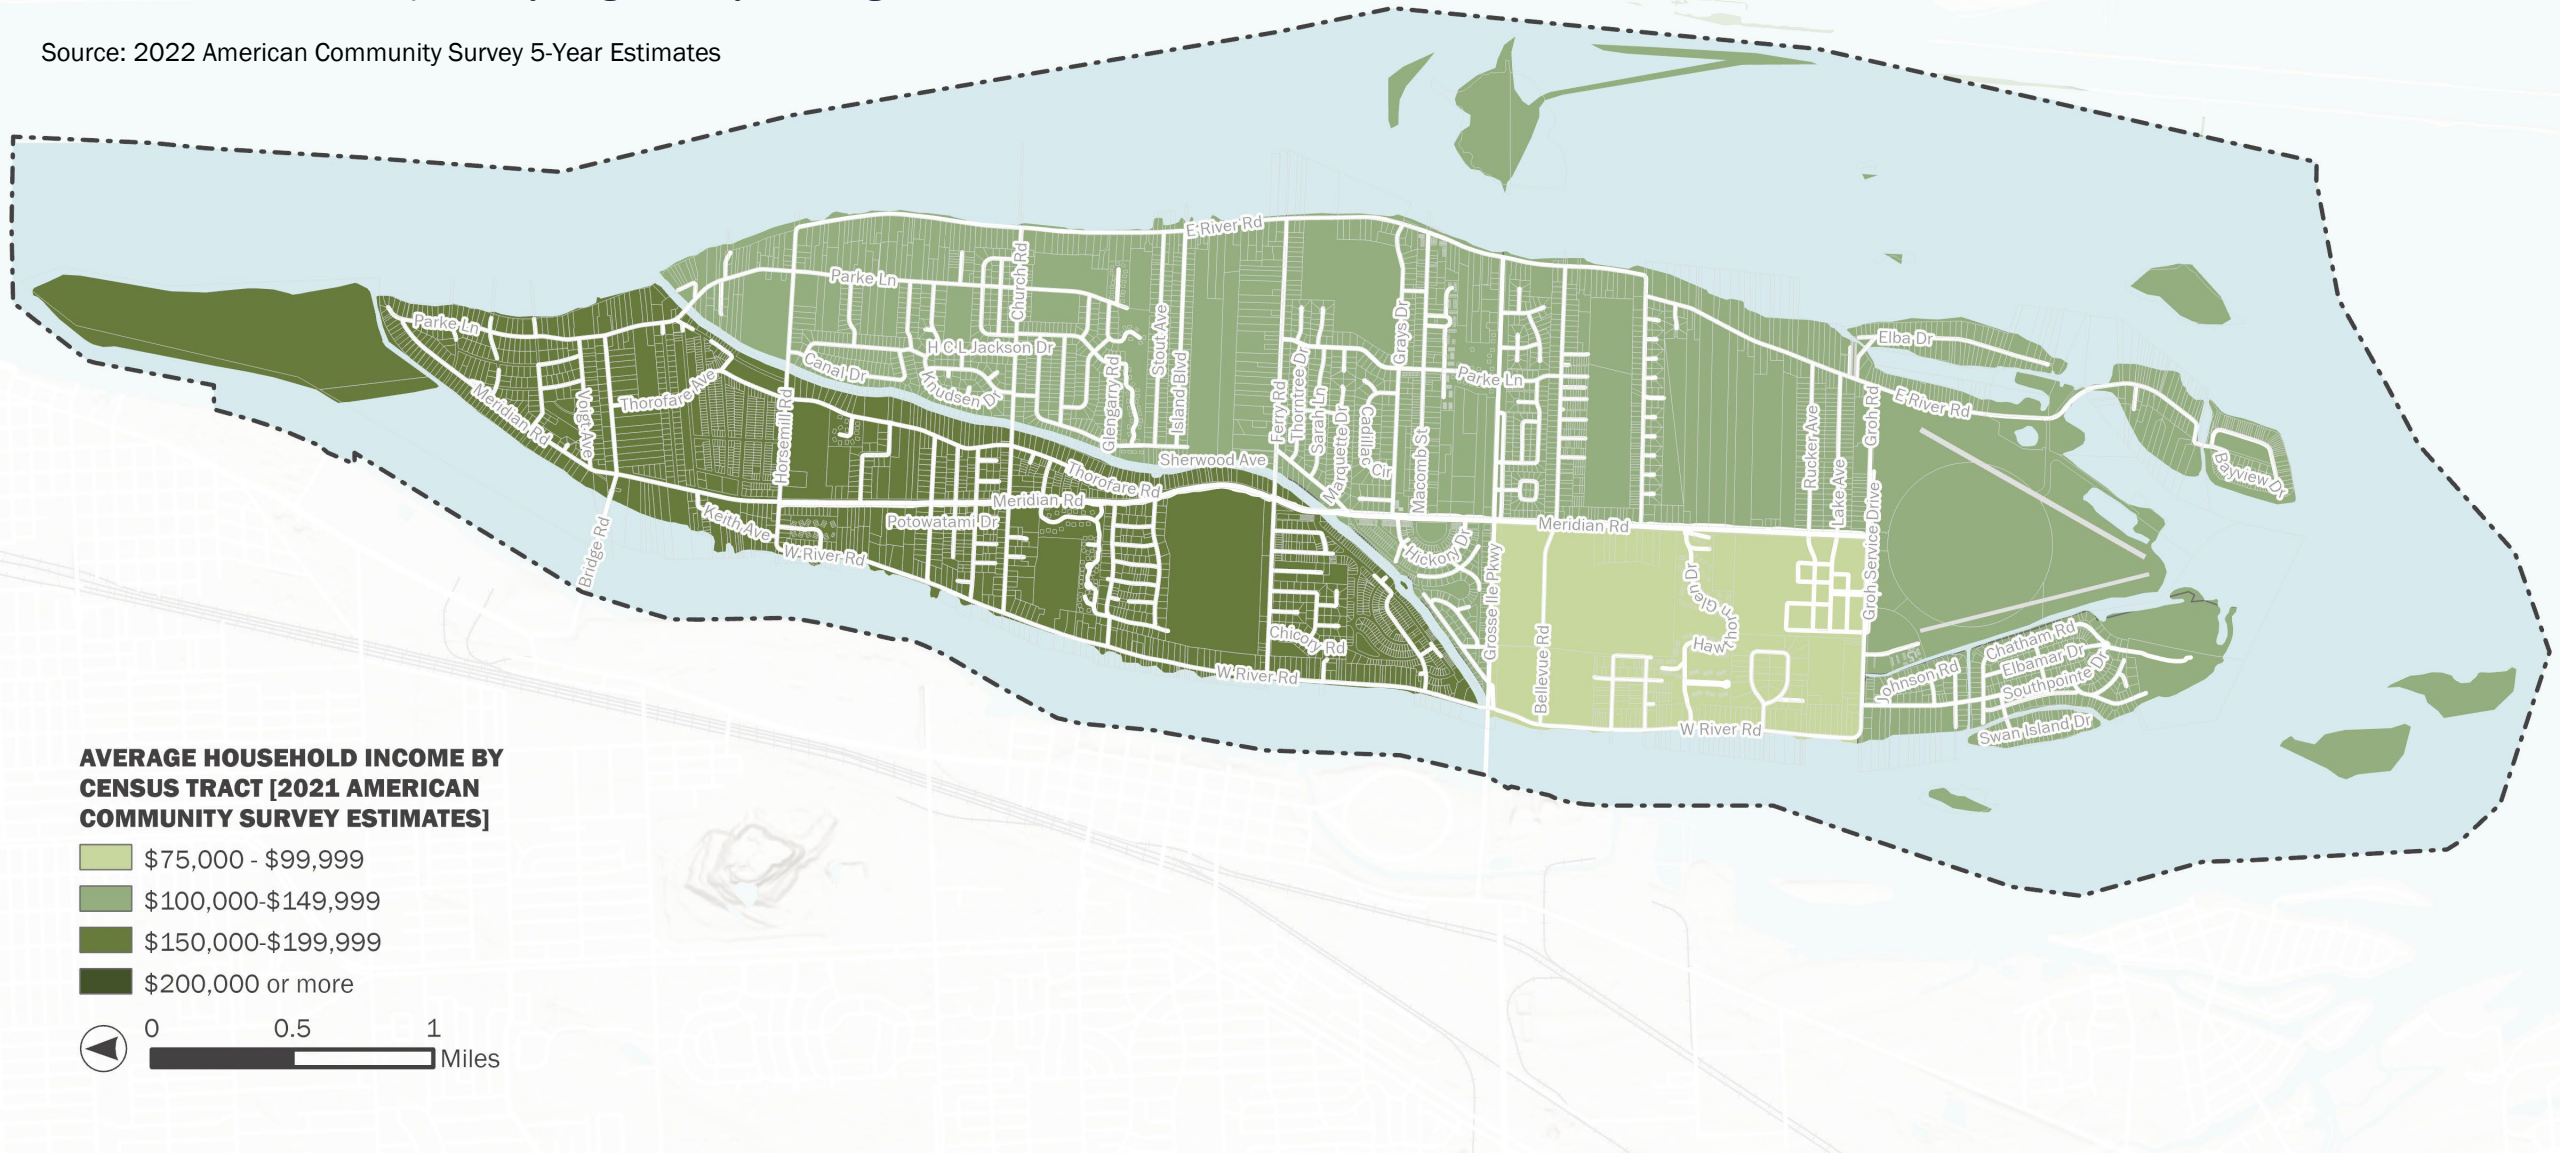 Source: 2022 American Community Survey 5-Year Estimates
E River Rd
Parke Ln
Church Rd
Stout Ave
Island Blvd
H C L Jackson Dr
Canal Dr
Knudsen Dr
Glengarry Rd
Ferry Rd
Thorntree Dr
Sarah Ln
Marquette Dr
Cadillac Cir
Grays Dr
Macomb St
Parke Ln
Elba Dr
E River Rd
Rucker Ave
Lake Ave
Groh Rd
Bayview Dr
Parke Ln
Meridian Rd
Voigt Ave
Thorofare Ave
Horsemill Rd
Sherwood Ave
Thorofare Rd
Meridian Rd
Potowatami Dr
Keith Ave
W River Rd
Bridge Rd
Meridian Rd
Hickory Dr
Grosse Ile Pkwy
Groh Service Drive
Bellevue Rd
Hawthorn Glen Dr
Chicory Rd
W River Rd
W River Rd
Johnson Rd
Chatham Rd
Elbamar Dr
Southpointe Dr
Swan Island Dr
AVERAGE HOUSEHOLD INCOME BY
CENSUS TRACT [2021 AMERICAN
COMMUNITY SURVEY ESTIMATES]
$75,000 - $99,999
$100,000-$149,999
$150,000-$199,999
$200,000 or more
0 0.5 1
Miles